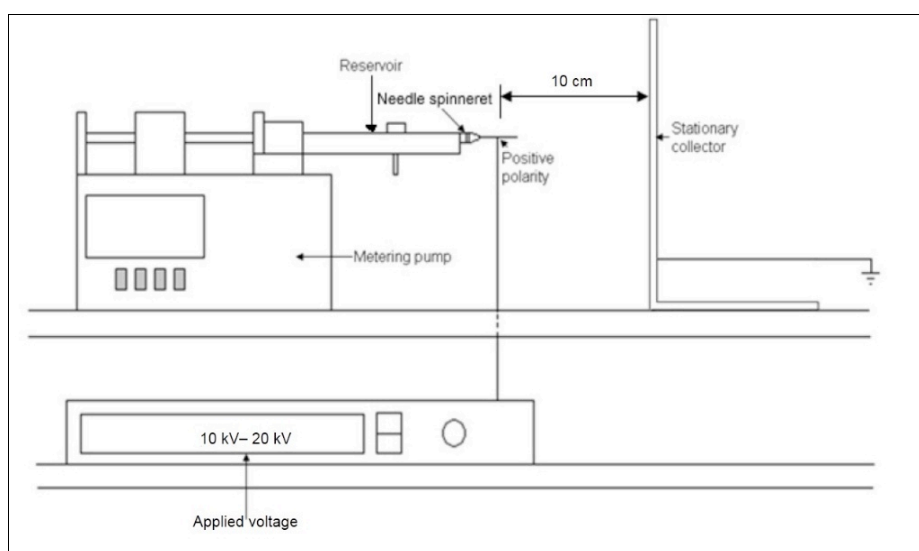 Reservoir
10 cm
Needle spinneret
Stationary
collector
Positive
polarity
Metering pump
10 kV– 20 kV
Applied voltage